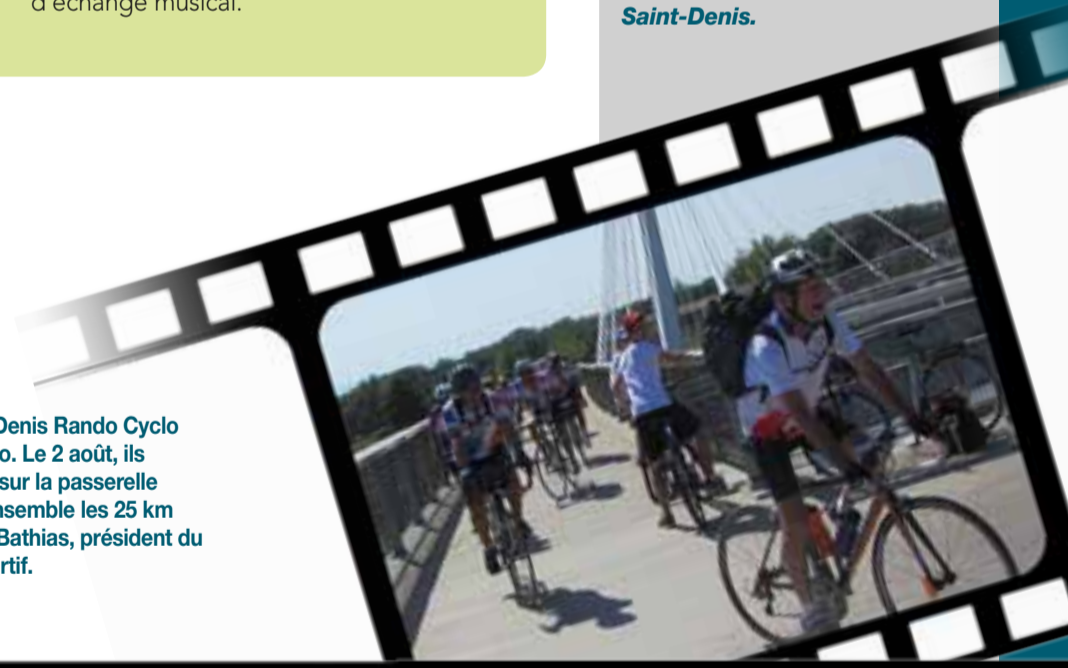 d'échange musical.
Saint-Denis.
Denis Rando Cyclo
o. Le 2 août, ils
sur la passerelle
nsemble les 25 km
Bathias, président du
rtif.